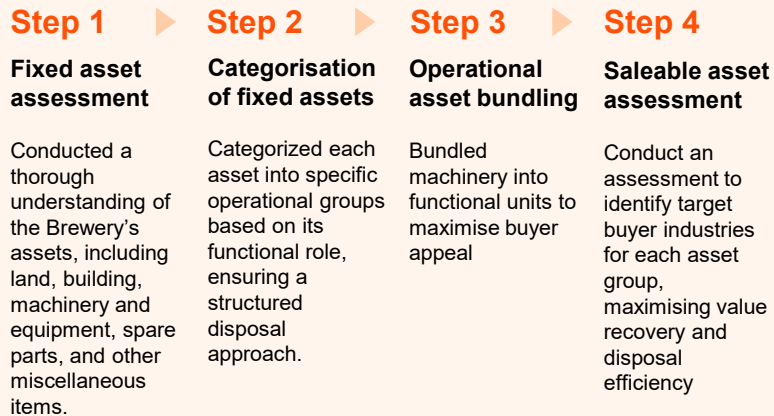 Step 1
Fixed asset
assessment
Conducted a
thorough
understanding of
the Brewery’s
assets, including
land, building,
machinery and
equipment, spare
parts, and other
miscellaneous
items.
Step 2
Categorisation
of fixed assets
Categorized each
asset into specific
operational groups
based on its
functional role,
ensuring a
structured
disposal
approach.
Step 3
Operational
asset bundling
Bundled
machinery into
functional units to
maximise buyer
appeal
Step 4
Saleable asset
assessment
Conduct an
assessment to
identify target
buyer industries
for each asset
group,
maximising value
recovery and
disposal
efficiency